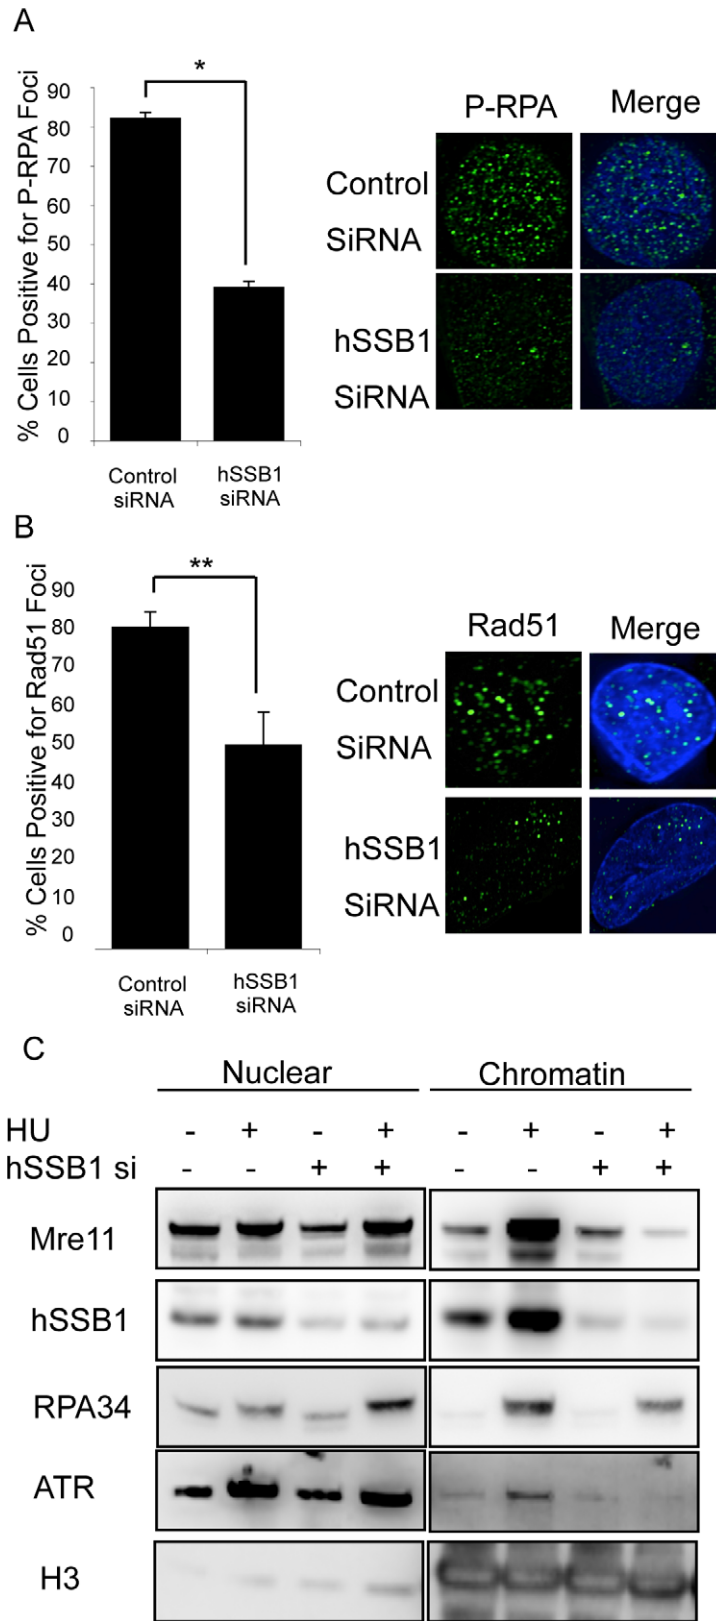 A
% Cells Positive for P-RPA Foci
90
80
70
60
50
40
30
20
10
0
*
Control
siRNA
hSSB1
siRNA
P-RPA
Merge
Control
SiRNA
hSSB1
SiRNA
B
% Cells Positive for Rad51 Foci
90
80
70
60
50
40
30
20
10
0
**
Control
siRNA
hSSB1
siRNA
Rad51
Merge
Control
SiRNA
hSSB1
SiRNA
C
Nuclear
Chromatin
HU - + - + - + - +
hSSB1 si - - + + - - + +
Mre11
hSSB1
RPA34
ATR
H3